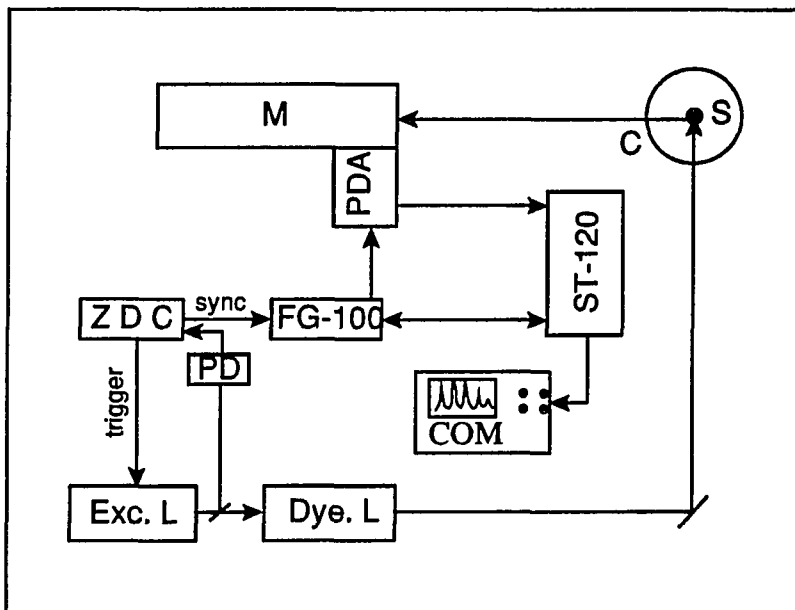 M
S
C
PDA
ST-120
sync
Z D C
FG-100
PD
trigger
COM
Exc. L
Dye. L